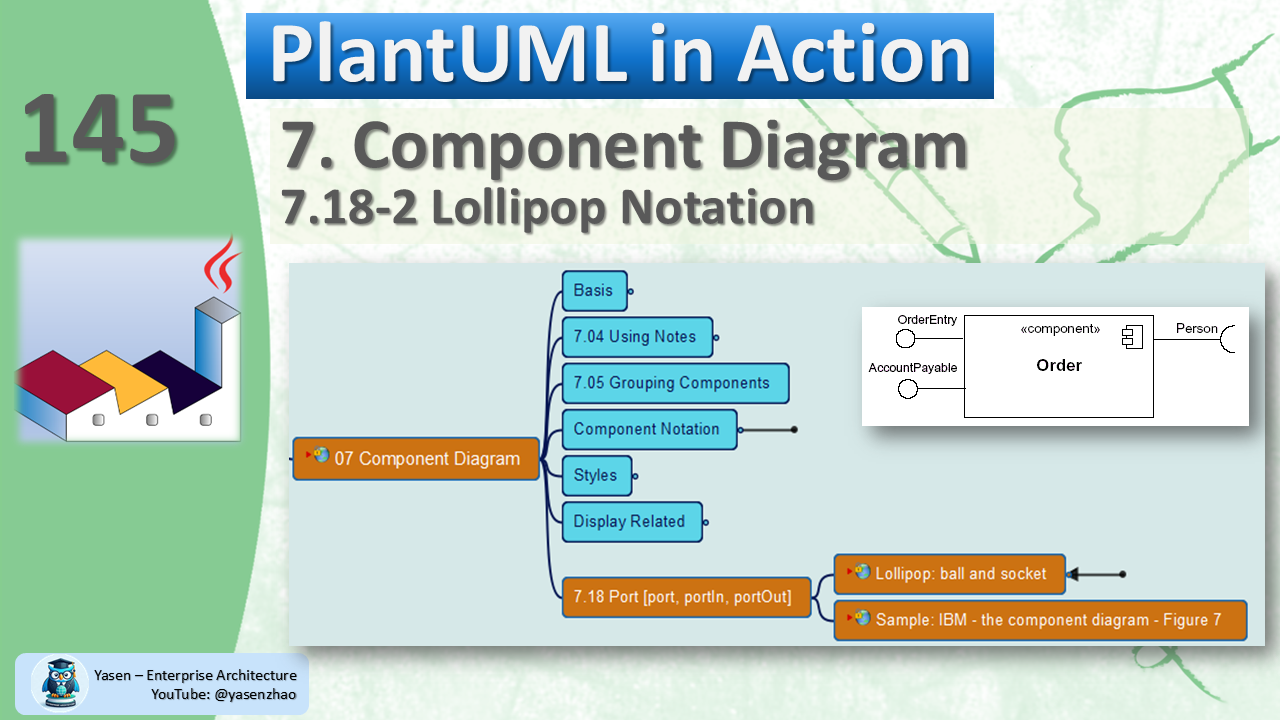 PlantUML in Action
145
7. Component Diagram
7.18-2 Lollipop Notation
Basis
7.04 Using Notes
7.05 Grouping Components
Component Notation
07 Component Diagram
Styles
Display Related
7.18 Port [port, portIn, portOut]
Lollipop: ball and socket
Sample: IBM - the component diagram - Figure 7
OrderEntry
«component»
Person
Order
AccountPayable
Yasen – Enterprise Architecture
YouTube: @yasenzhao